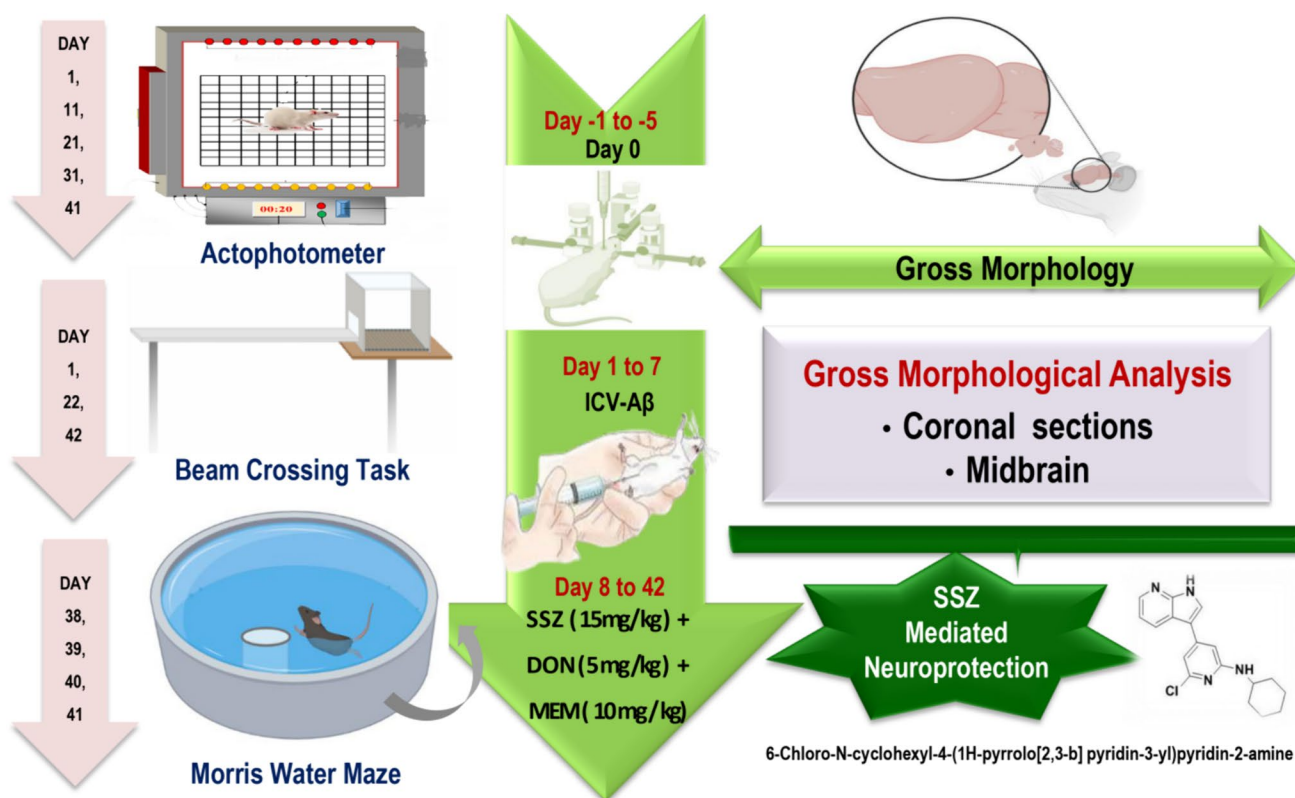 DAY
1,
11,
21,
31,
41
00:20
Actophotometer
DAY
1,
22,
42
Beam Crossing Task
DAY
38,
39,
40,
41
Morris Water Maze
Day -1 to -5
Day 0
Day 1 to 7
ICV-Aβ
Day 8 to 42
SSZ (15mg/kg) +
DON(5mg/kg) +
MEM(10mg/kg)
Gross Morphology
Gross Morphological Analysis
• Coronal sections
• Midbrain
SSZ
Mediated
Neuroprotection
N
H
N
NH
Cl
N
6-Chloro-N-cyclohexyl-4-(1H-pyrrolo[2,3-b] pyridin-3-yl)pyridin-2-amine